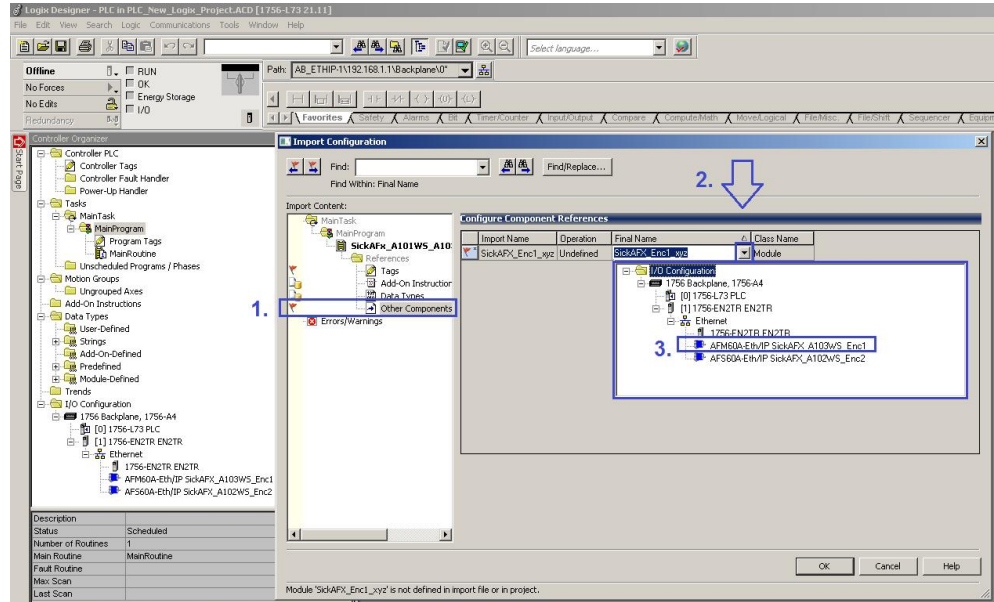 Logix Designer - PLC in PLC_New_Logix_Project.ACD [1756-L73 21.11]
File Edit View Search Logic Communications Tools Window Help
Select language...
Offline
RUN
Path: AB_ETHIP-1\192.168.1.1\Backplane\0*
No Forces
OK
Energy Storage
No Edits
I/O
Redundancy
Favorites Safety Alarms Bit Timer/Counter Input/Output Compare Compute/Math Move/Logical File/Misc. File/Shift Sequencer Equipm
Start Page
Controller Organizer
Controller PLC
Controller Tags
Controller Fault Handler
Power-Up Handler
Tasks
MainTask
MainProgram
Program Tags
MainRoutine
Unscheduled Programs / Phases
Motion Groups
Ungrouped Axes
Add-On Instructions
Data Types
User-Defined
Strings
Add-On-Defined
Predefined
Module-Defined
Trends
I/O Configuration
1756 Backplane, 1756-A4
[0] 1756-L73 PLC
[1] 1756-EN2TR EN2TR
Ethernet
1756-EN2TR EN2TR
AFM60A-Eth/IP SickAFX_A103WS_Enc1
AFS60A-Eth/IP SickAFX_A102WS_Enc2
Description
Status Scheduled
Number of Routines 1
Main Routine MainRoutine
Fault Routine
Max Scan
Last Scan
Import Configuration
Find:
Find/Replace...
Find Within: Final Name
2.
Import Content:
MainTask
MainProgram
SickAFx_A101WS_A10
References
Tags
Add-On Instruction
Data Types
1.
Other Components
Errors/Warnings
Configure Component References
Import Name Operation Final Name Class Name
SickAFX_Enc1_xyz Undefined SickAFX_Enc1_xyz Module
I/O Configuration
1756 Backplane, 1756-A4
[0] 1756-L73 PLC
[1] 1756-EN2TR EN2TR
Ethernet
1756-EN2TR EN2TR
3.
AFM60A-Eth/IP SickAFX_A103WS_Enc1
AFS60A-Eth/IP SickAFX_A102WS_Enc2
OK Cancel Help
Module 'SickAFX_Enc1_xyz' is not defined in import file or in project.